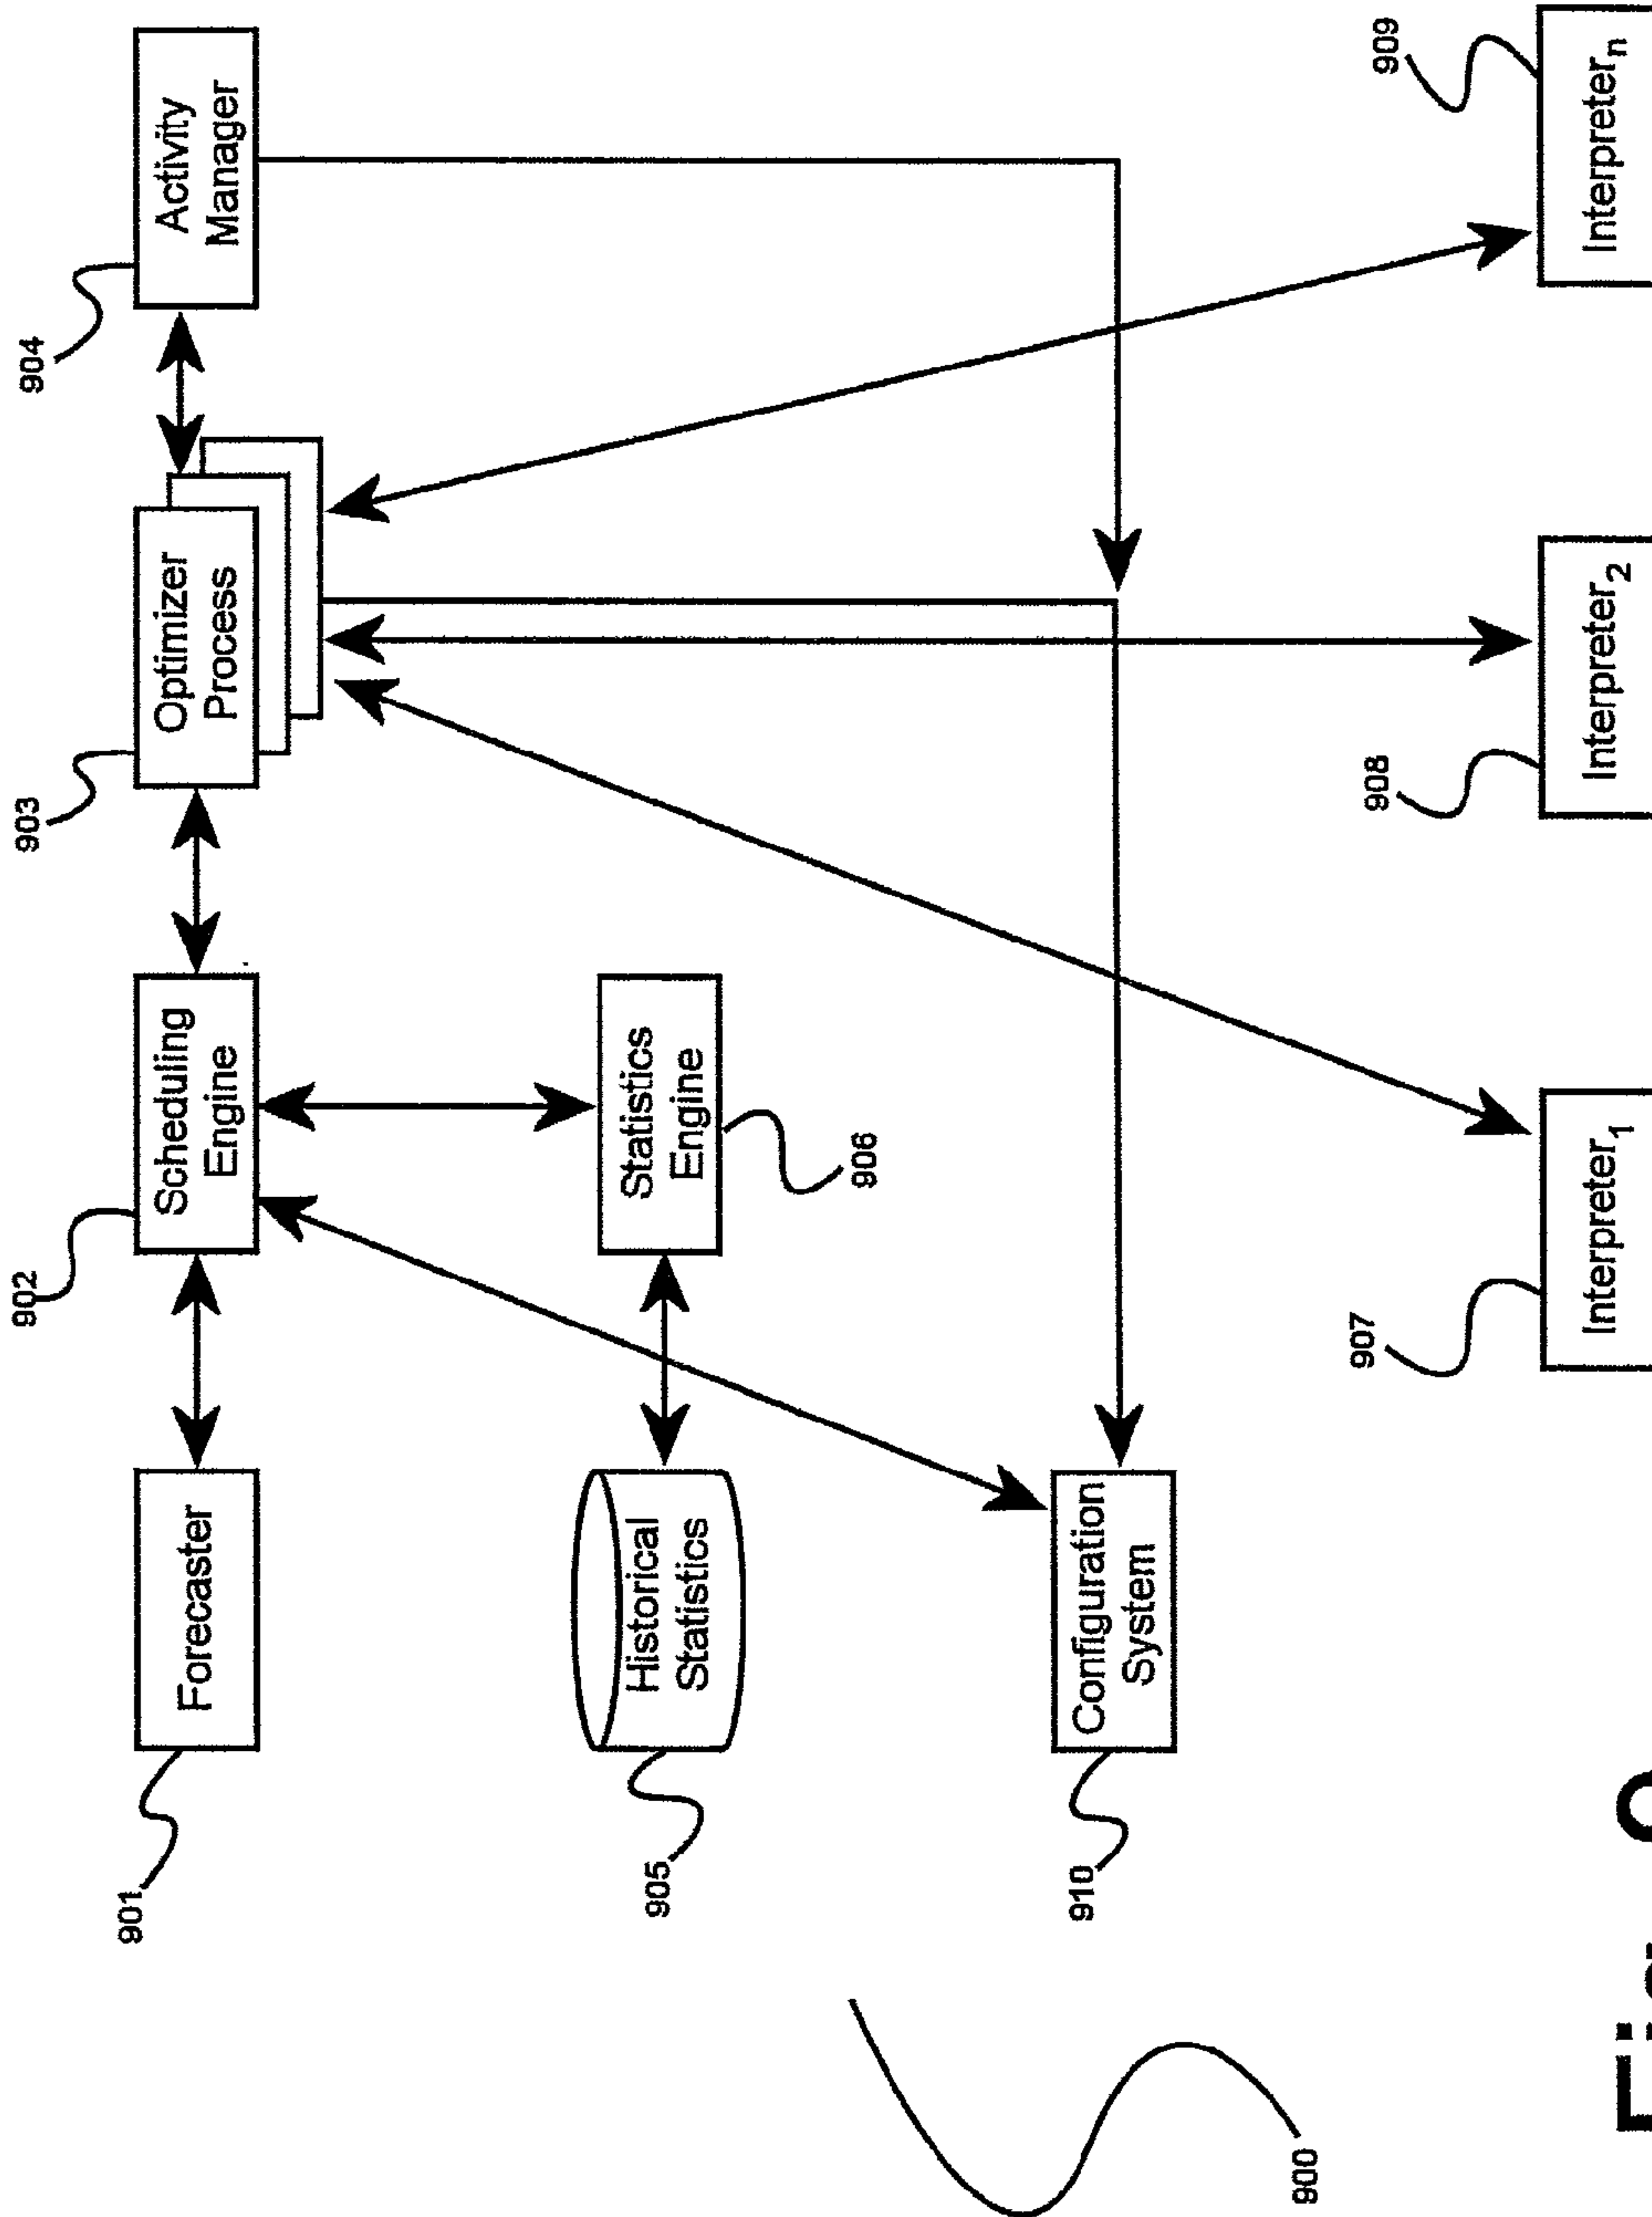 901
902
903
904
Forecaster
Scheduling
Engine
Optimizer
Process
Activity
Manager
Historical
Statistics
Statistics
Engine
905
906
900
Configuration
System
910
907
908
909
Interpreter1
Interpreter2
Interpretern